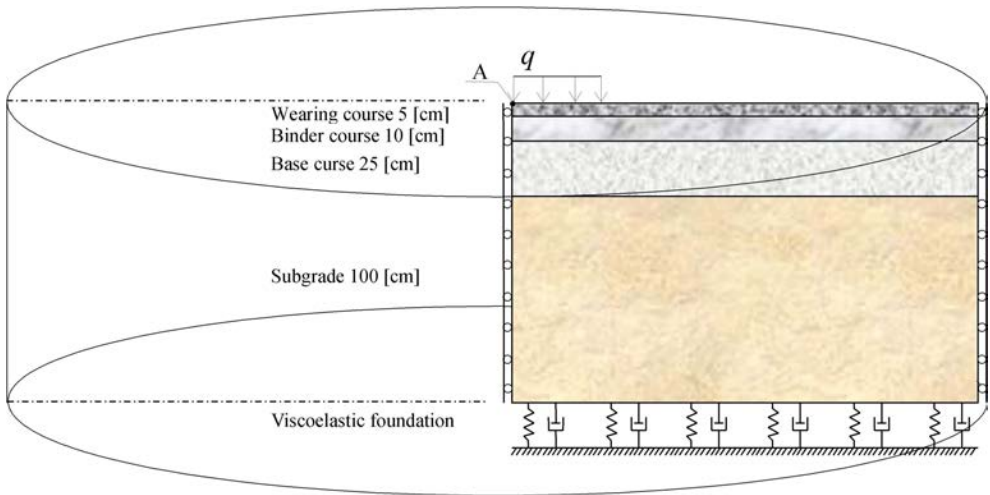 q
A
Wearing course 5 [cm]
Binder course 10 [cm]
Base curse 25 [cm]
Subgrade 100 [cm]
Viscoelastic foundation